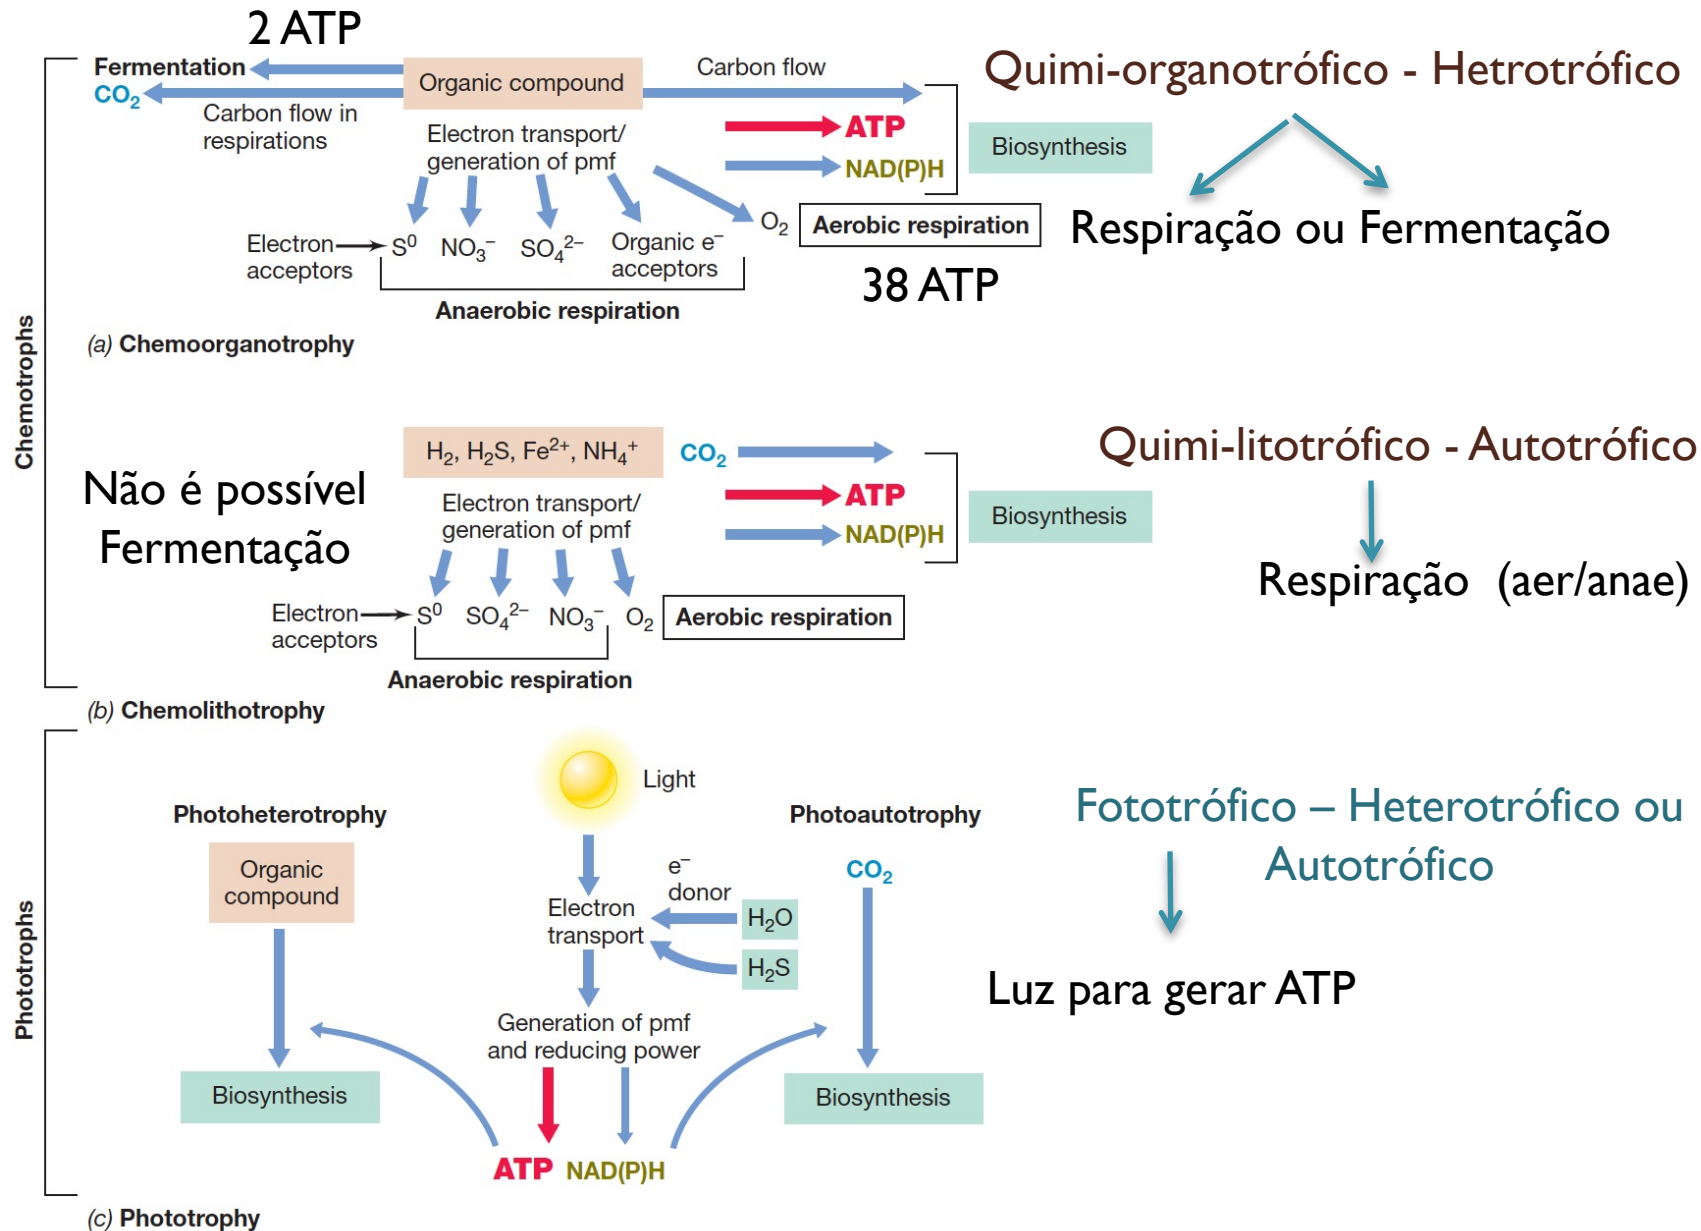 2 ATP
Fermentation
CO₂
Organic compound
Carbon flow
Carbon flow in
respirations
Electron transport/
generation of pmf
ATP
NAD(P)H
Biosynthesis
Quimi-organotrófico - Hetrotrófico
Respiração ou Fermentação
Electron
acceptors
S⁰
NO₃⁻
SO₄²⁻
Organic e⁻
acceptors
O₂
Aerobic respiration
38 ATP
Anaerobic respiration
(a) Chemoorganotrophy
Chemotrophs
H₂, H₂S, Fe²⁺, NH₄⁺
CO₂
Quimi-litotrófico - Autotrófico
Não é possível
Fermentação
Electron transport/
generation of pmf
ATP
NAD(P)H
Biosynthesis
Respiração (aer/anae)
Electron
acceptors
S⁰
SO₄²⁻
NO₃⁻
O₂
Aerobic respiration
Anaerobic respiration
(b) Chemolithotrophy
Light
Photoheterotrophy
Photoautotrophy
Fototrófico – Heterotrófico ou
Autotrófico
Organic
compound
e⁻
donor
CO₂
Electron
transport
H₂O
H₂S
Luz para gerar ATP
Phototrophs
Generation of pmf
and reducing power
Biosynthesis
Biosynthesis
ATP
NAD(P)H
(c) Phototrophy